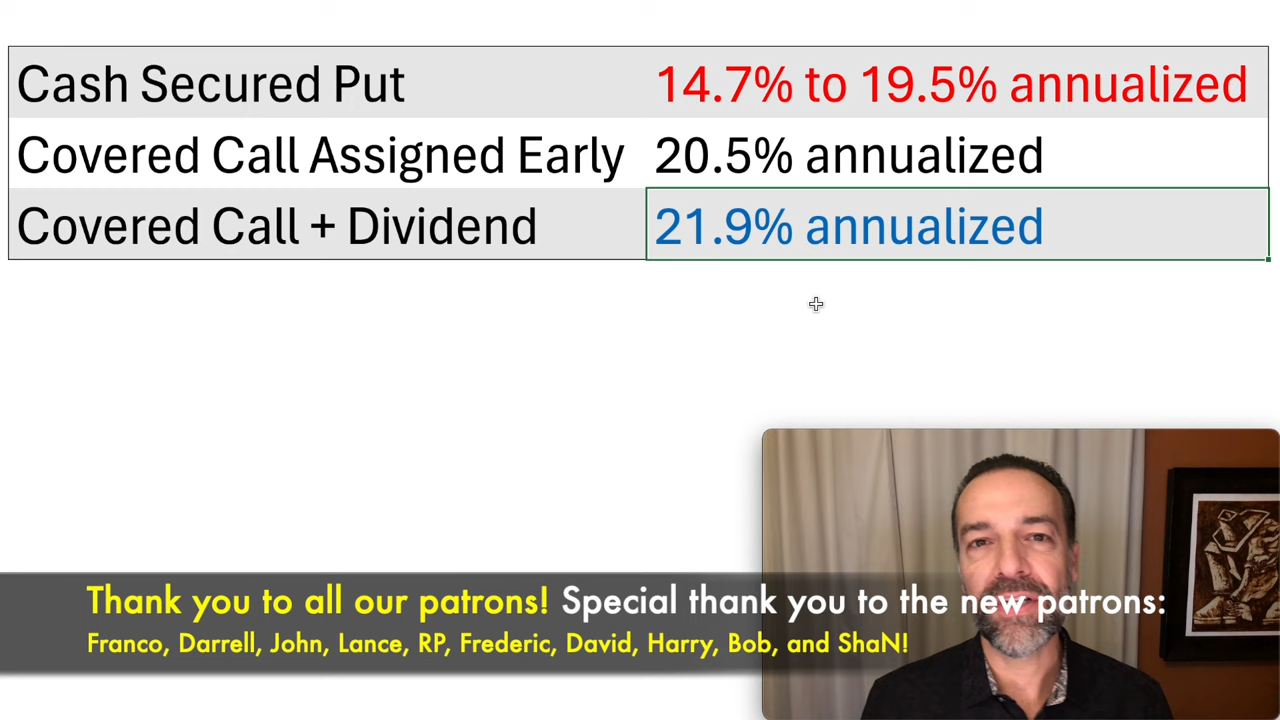 Cash Secured Put 14.7% to 19.5% annualized
Covered Call Assigned Early 20.5% annualized
Covered Call + Dividend 21.9% annualized
Thank you to all our patrons! Special thank you to the new patrons:
Franco, Darrell, John, Lance, RP, Frederic, David, Harry, Bob, and ShaN!